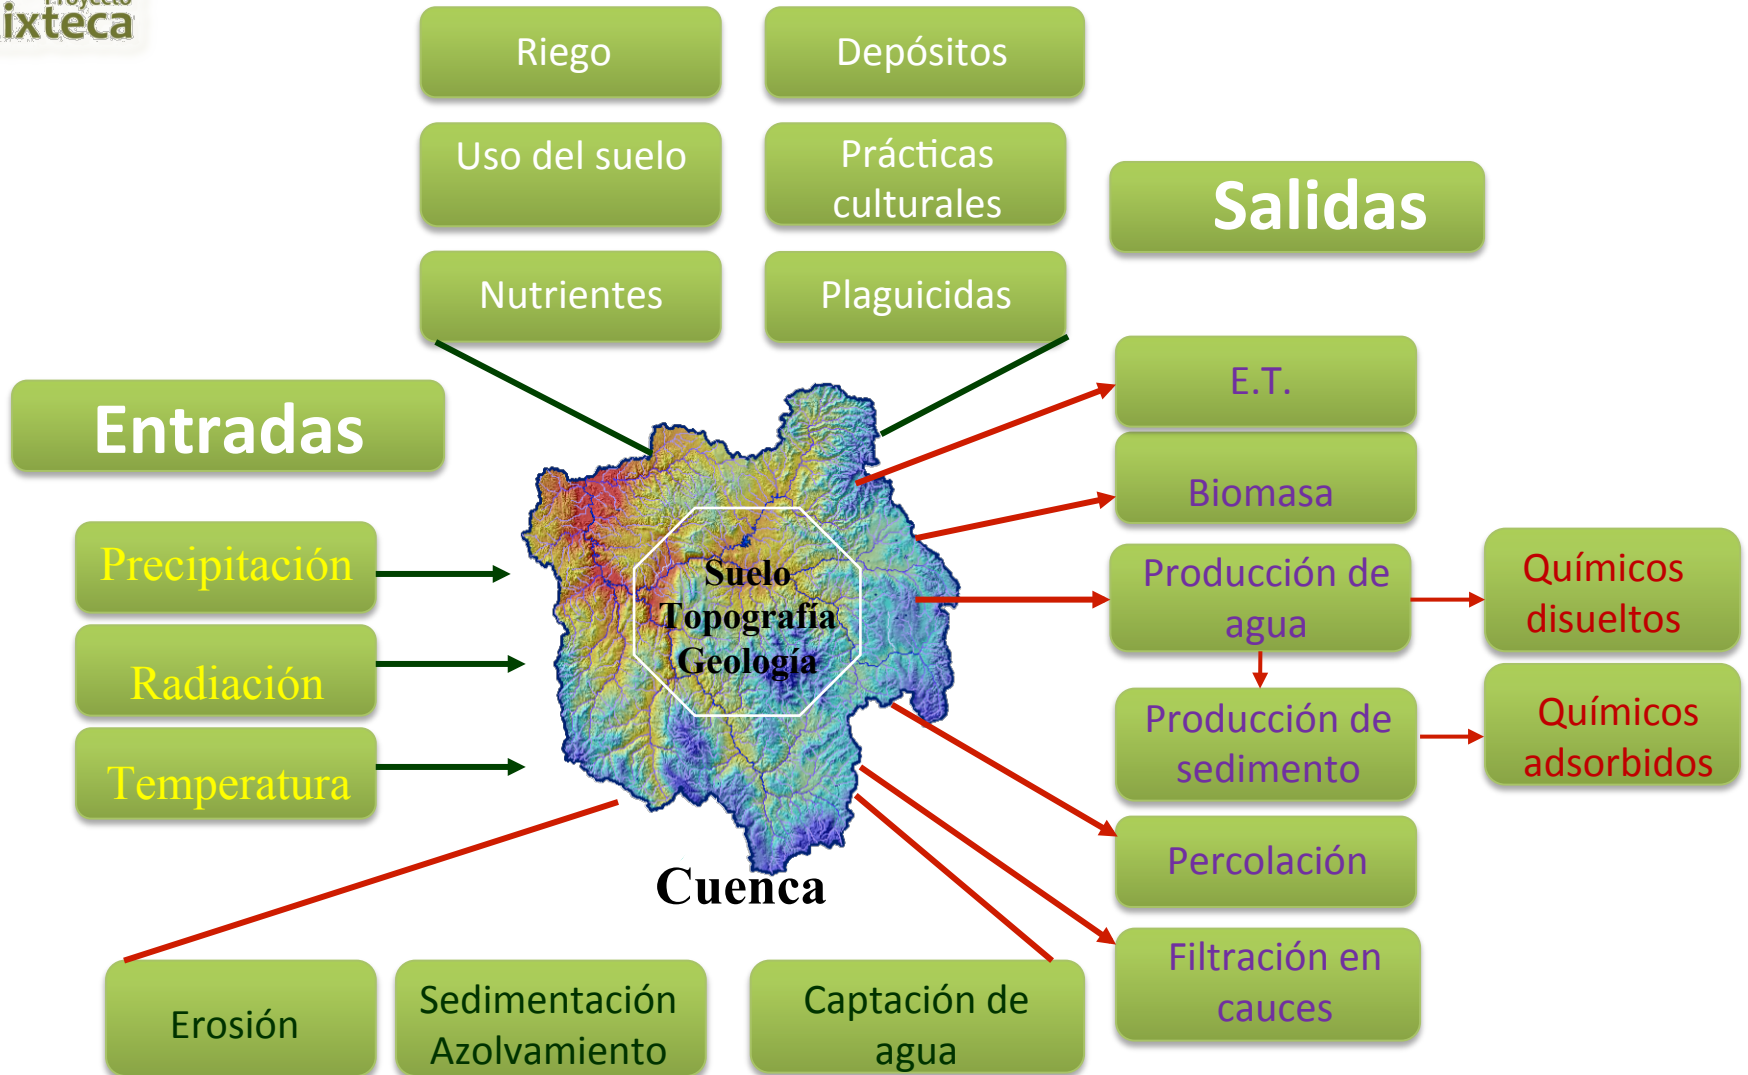 Proyecto
ixteca
Riego
Depósitos
Uso del suelo
Prácticas
culturales
Salidas
Nutrientes
Plaguicidas
Entradas
E.T.
Biomasa
Precipitación
Radiación
Temperatura
Suelo
Topografía
Geología
Cuenca
Producción de
agua
Químicos
disueltos
Producción de
sedimento
Químicos
adsorbidos
Percolación
Filtración en
cauces
Erosión
Sedimentación
Azolvamiento
Captación de
agua